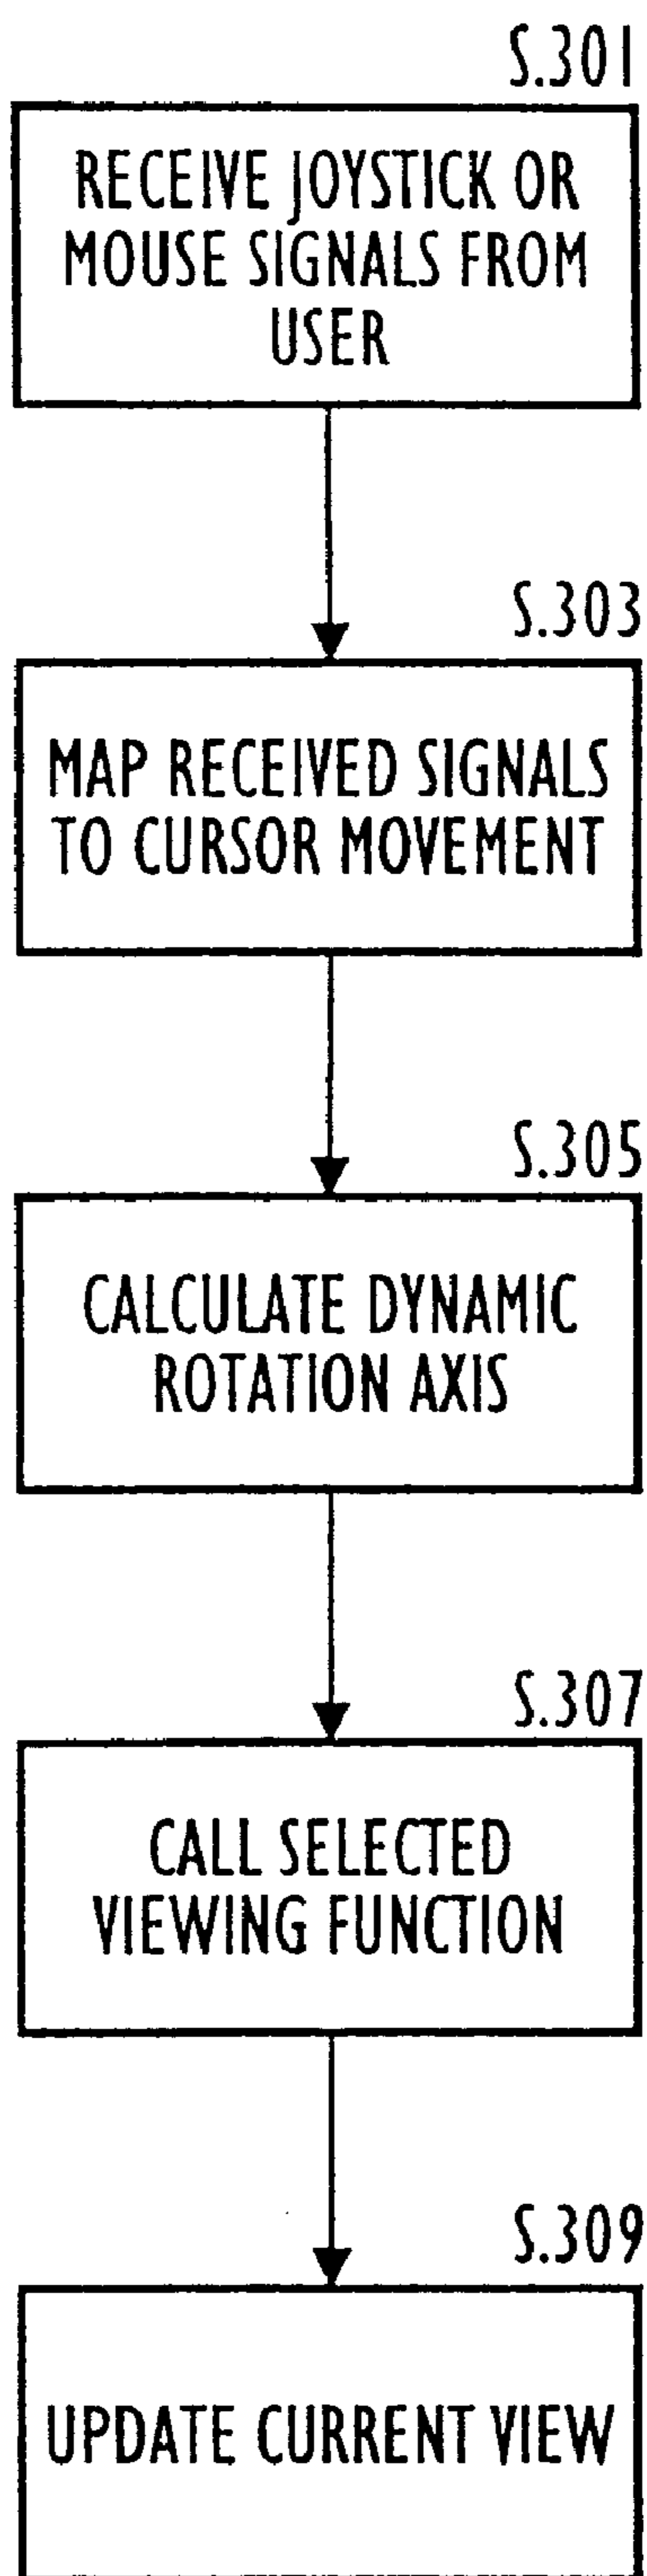 S.301
RECEIVE JOYSTICK OR
MOUSE SIGNALS FROM
USER
S.303
MAP RECEIVED SIGNALS
TO CURSOR MOVEMENT
S.305
CALCULATE DYNAMIC
ROTATION AXIS
S.307
CALL SELECTED
VIEWING FUNCTION
S.309
UPDATE CURRENT VIEW